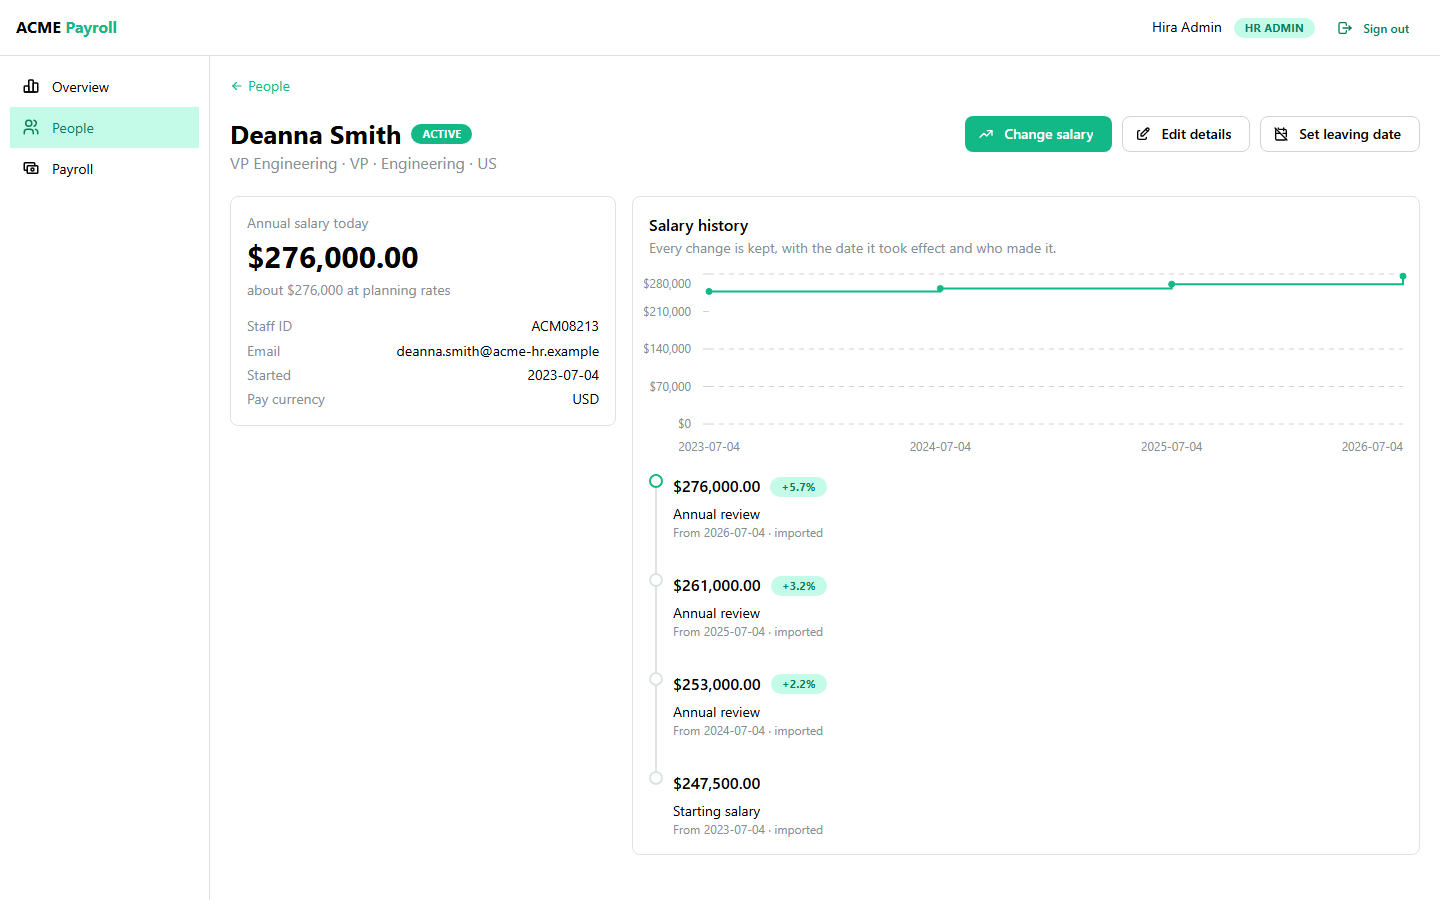 ACME Payroll
Hira Admin
HR ADMIN
Sign out
Overview
People
Payroll
← People
Deanna Smith
ACTIVE
VP Engineering · VP · Engineering · US
Change salary
Edit details
Set leaving date
Annual salary today
$276,000.00
about $276,000 at planning rates
Staff ID ACM08213
Email deanna.smith@acme-hr.example
Started 2023-07-04
Pay currency USD
Salary history
Every change is kept, with the date it took effect and who made it.
$280,000
$210,000
$140,000
$70,000
$0
2023-07-04 2024-07-04 2025-07-04 2026-07-04
$276,000.00 +5.7%
Annual review
From 2026-07-04 · imported
$261,000.00 +3.2%
Annual review
From 2025-07-04 · imported
$253,000.00 +2.2%
Annual review
From 2024-07-04 · imported
$247,500.00
Starting salary
From 2023-07-04 · imported